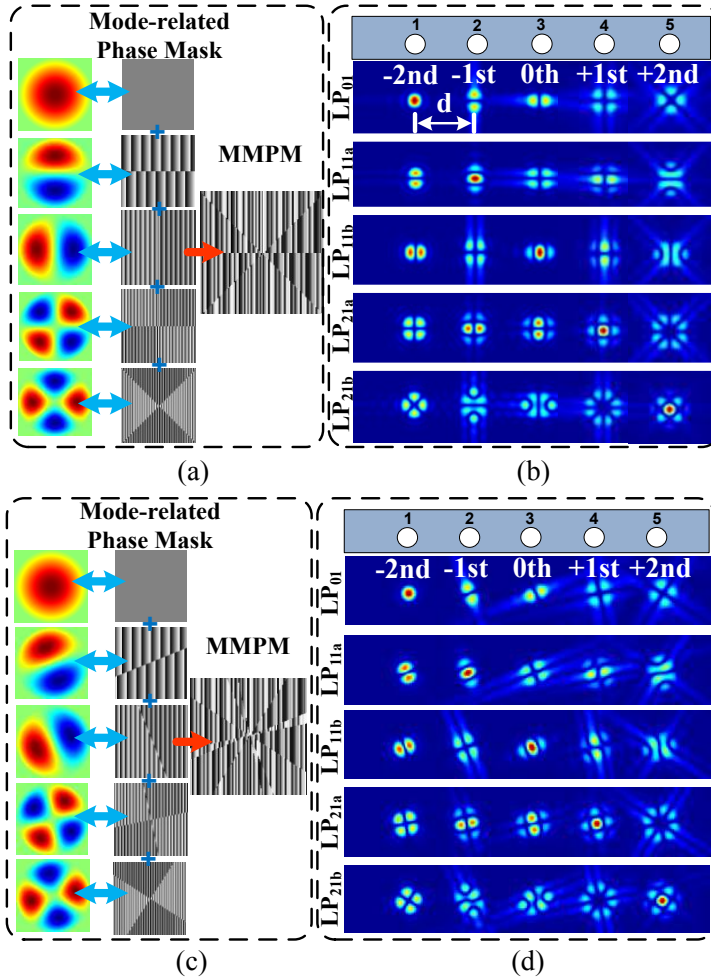 Mode-related
Phase Mask
MMPM
(a)
1 2 3 4 5
-2nd -1st 0th +1st +2nd
d
LP01
LP11a
LP11b
LP21a
LP21b
(b)
Mode-related
Phase Mask
MMPM
(c)
1 2 3 4 5
-2nd -1st 0th +1st +2nd
LP01
LP11a
LP11b
LP21a
LP21b
(d)